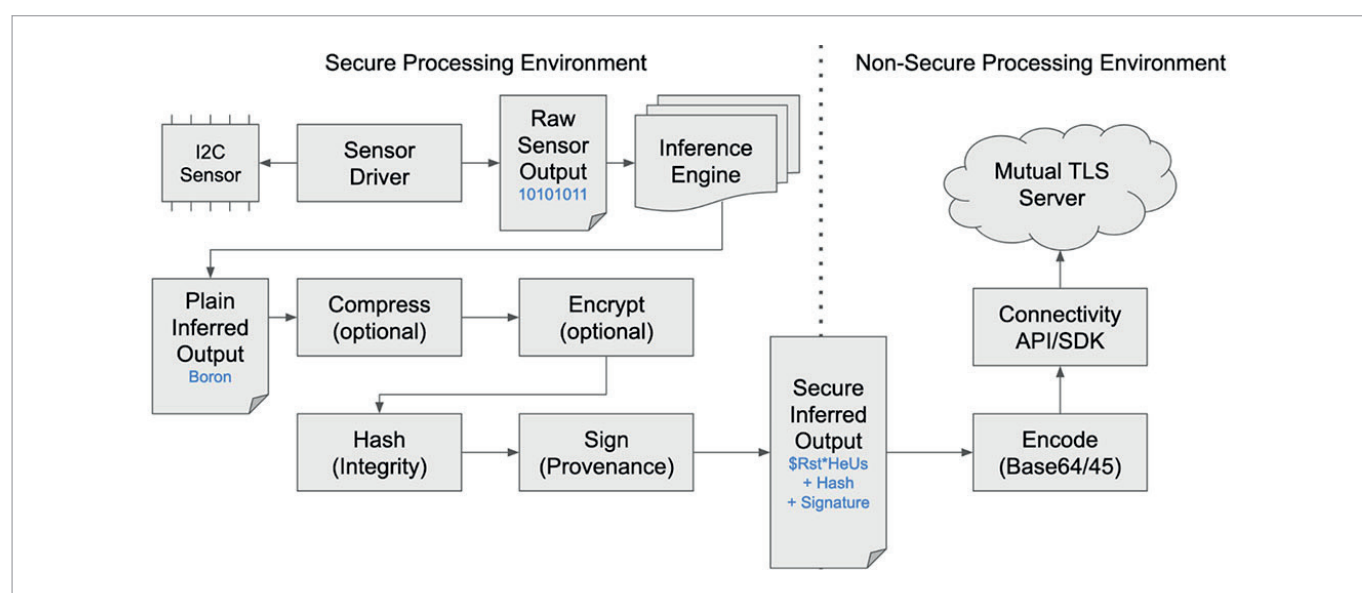 Secure Processing Environment
Non-Secure Processing Environment
I2C
Sensor
Sensor
Driver
Raw
Sensor
Output
10101011
Inference
Engine
Mutual TLS
Server
Plain
Inferred
Output
Boron
Compress
(optional)
Encrypt
(optional)
Connectivity
API/SDK
Hash
(Integrity)
Sign
(Provenance)
Secure
Inferred
Output
$Rst*HeUs
+ Hash
+ Signature
Encode
(Base64/45)